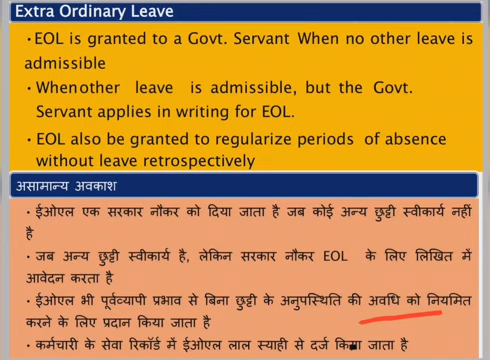 Extra Ordinary Leave
• EOL is granted to a Govt. Servant When no other leave is
admissible
• Whenother leave is admissible, but the Govt.
Servant applies in writing for EOL.
• EOL also be granted to regularize periods of absence
without leave retrospectively
असामान्य अवकाश
• ईओएल एक सरकार नौकर को दिया जाता है जब कोई अन्य छुट्टी स्वीकार्य नहीं
है
• जब अन्य छुट्टी स्वीकार्य है, लेकिन सरकार नौकर EOL के लिए लिखित में
आवेदन करता है
• ईओएल भी पूर्वव्यापी प्रभाव से बिना छुट्टी के अनुपस्थिति की अवधि को नियमित
करने के लिए प्रदान किया जाता है
• कर्मचारी के सेवा रिकॉर्ड में ईओएल लाल स्याही से दर्ज किया जाता है